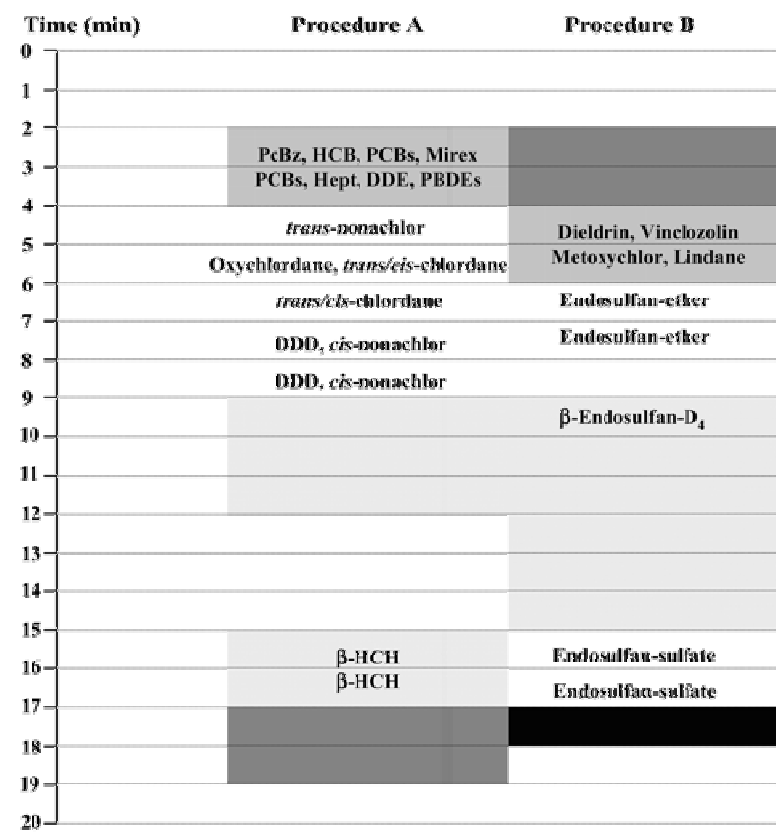 Time (min) Procedure A Procedure B
0
1
2
PcBz, HCB, PCBs, Mirex
3
PCBs, Hept, DDE, PBDEs
4
trans-nonachlor
Dieldrin, Vinclozolin
5
Metoxychlor, Lindane
Oxychlordane, trans/cis-chlordane
6
trans/cis-chlordane Endosulfan-ether
7
DDD, cis-nonachlor Endosulfan-ether
8
DDD, cis-nonachlor
9
β-Endosulfan-D4
10
11
12
13
14
15
β-HCH Endosulfan-sulfate
16
β-HCH Endosulfan-sulfate
17
18
19
20